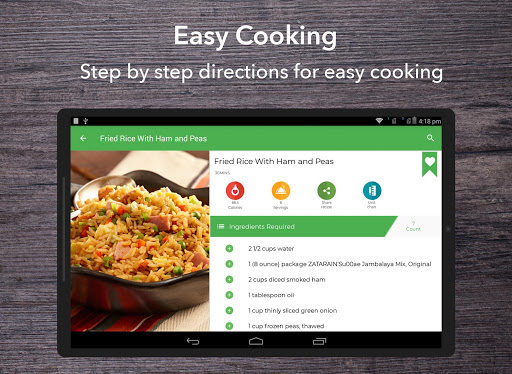 Easy Cooking
Step by step directions for easy cooking
4:18 pm
Fried Rice With Ham and Peas
Fried Rice With Ham and Peas
30MINS
Calories
6
Servings
Share
recipe
Unit
chart
Ingredients Required
7
Count
2 1/2 cups water
1 (8 ounce) package ZATARAIN'Su00ae Jambalaya Mix, Original
2 cups diced smoked ham
1 tablespoon oil
1 cup thinly sliced green onion
1 cup frozen peas, thawed